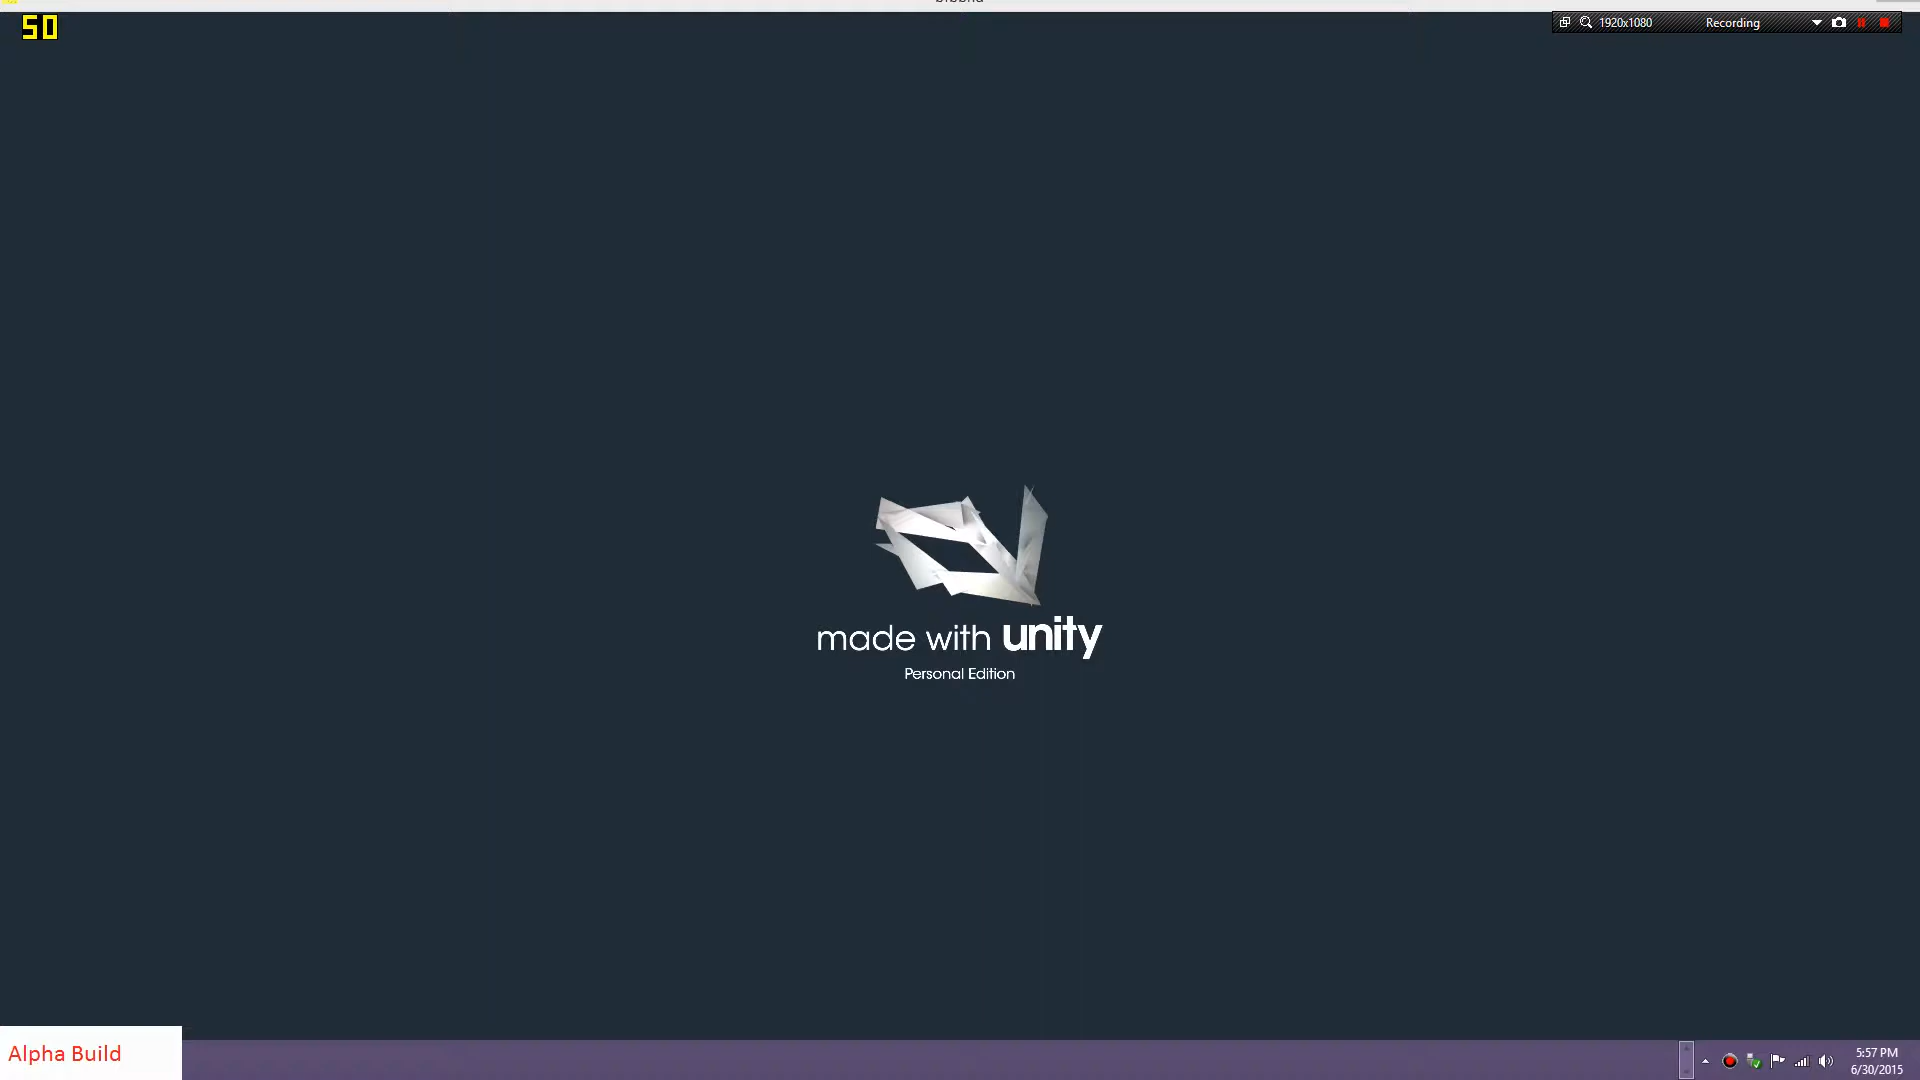 50
1920x1080 Recording
made with unity
Personal Edition
Alpha Build
5:57 PM
6/30/2015